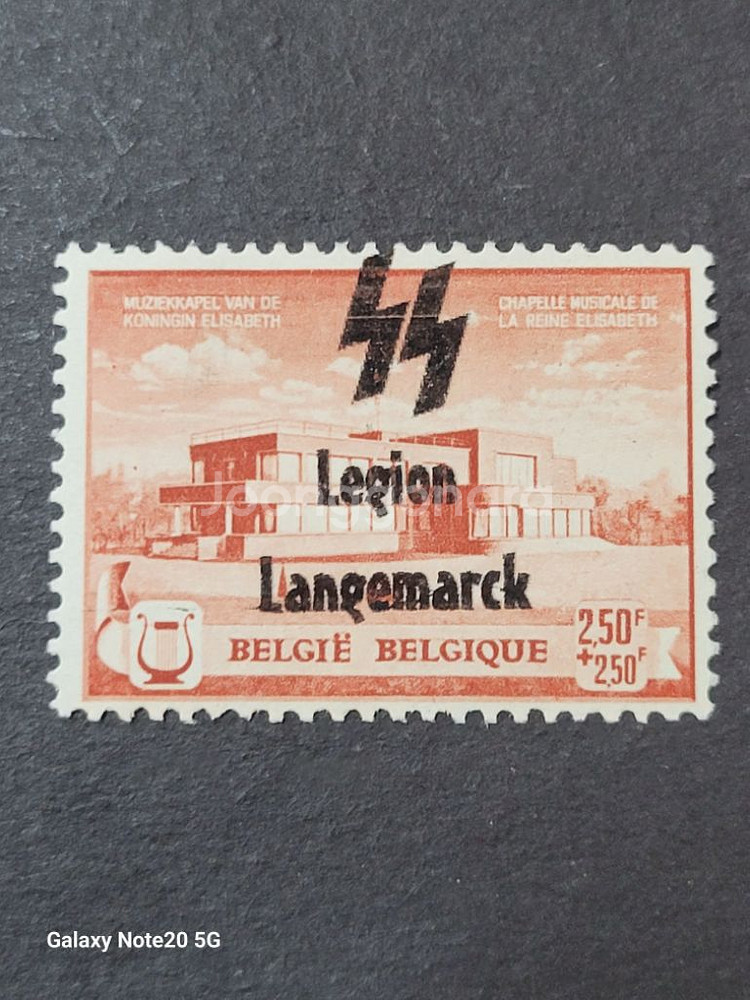 MUZIEKKAPEL VAN DE
KONINGIN ELISABETH
CHAPELLE MUSICALE DE
LA REINE ELISABETH
Legion
Langemarck
BELGIË BELGIQUE
2,50F
+2,50F
Joonggonara
Galaxy Note20 5G